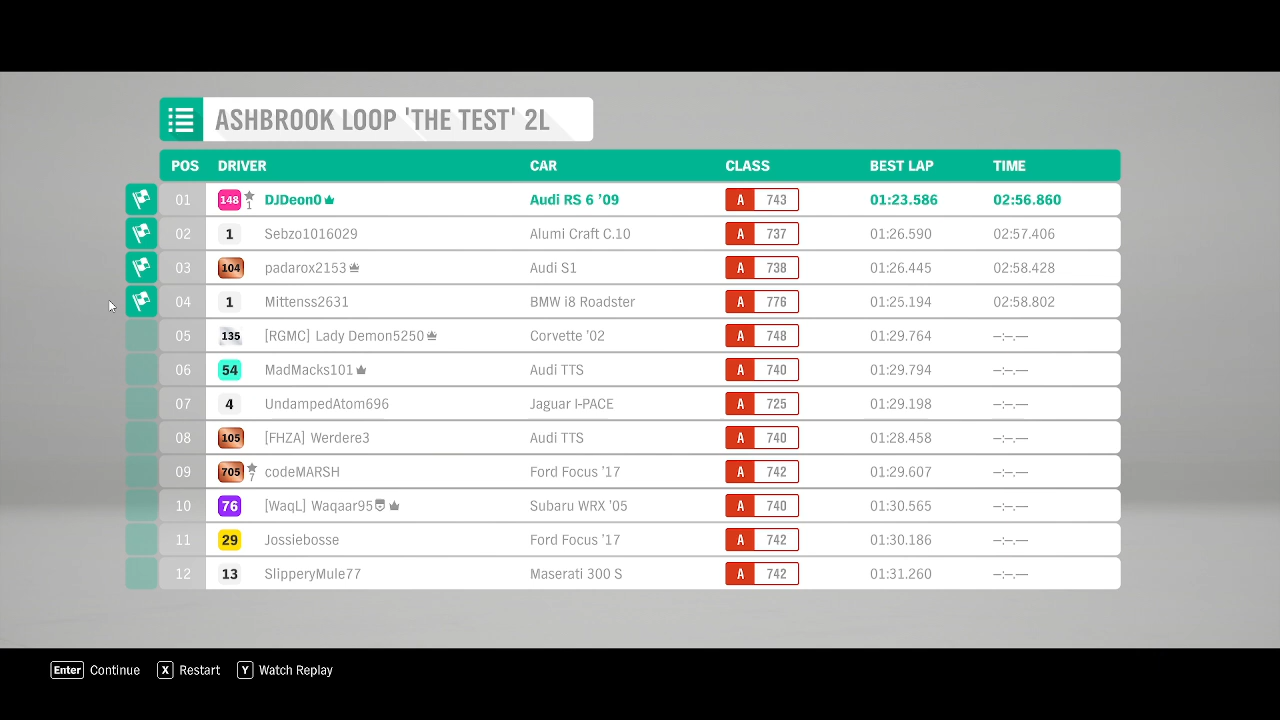 ASHBROOK LOOP 'THE TEST' 2L
POS DRIVER CAR CLASS BEST LAP TIME
01 148 1 DJDeon0 Audi RS 6 '09 A 743 01:23.586 02:56.860
02 1 Sebzo1016029 Alumi Craft C.10 A 737 01:26.590 02:57.406
03 104 padarox2153 Audi S1 A 738 01:26.445 02:58.428
04 1 Mittenss2631 BMW i8 Roadster A 776 01:25.194 02:58.802
05 135 [RGMC] Lady Demon5250 Corvette '02 A 748 01:29.764 --:--.---
06 54 MadMacks101 Audi TTS A 740 01:29.794 --:--.---
07 4 UndampedAtom696 Jaguar I-PACE A 725 01:29.198 --:--.---
08 105 [FHZA] Werdere3 Audi TTS A 740 01:28.458 --:--.---
09 705 7 codeMARSH Ford Focus '17 A 742 01:29.607 --:--.---
10 76 [WaqL] Waqaar95 Subaru WRX '05 A 740 01:30.565 --:--.---
11 29 Jossiebosse Ford Focus '17 A 742 01:30.186 --:--.---
12 13 SlipperyMule77 Maserati 300 S A 742 01:31.260 --:--.---
Enter Continue X Restart Y Watch Replay